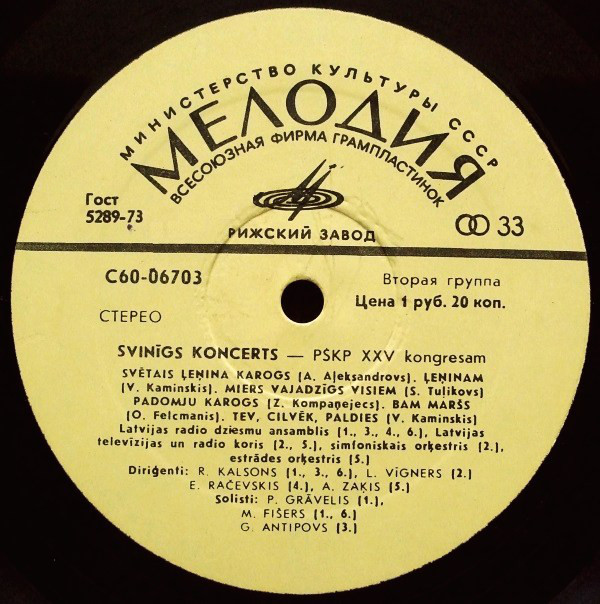 МИНИСТЕРСТВО КУЛЬТУРЫ СССР
МЕЛОДИЯ
ВСЕСОЮЗНАЯ ФИРМА ГРАМПЛАСТИНОК
Гост
5289-73
33
РИЖСКИЙ ЗАВОД
С60-06703
Вторая группа
Цена 1 руб. 20 коп.
СТЕРЕО
SVINĪGS KONCERTS — PSKP XXV kongresam
SVĒTAIS ĻEŅINA KAROGS (A. Aļeksandrovs). ĻEŅINAM
(V. Kaminskis). MIERS VAJADZĪGS VISIEM (S. Tuļikovs)
PADOMJU KAROGS (Z. Kompaņejecs). BAM MARŠS
(O. Felcmanis). TEV, CILVĒK, PALDIES (V. Kaminskis)
Latvijas radio dziesmu ansamblis (1., 3., 4., 6.), Latvijas
televīzijas un radio koris (2., 5.), simfoniskais orķestris (2.),
estrādes orķestris (5.)
Diriģenti: R. KALSONS (1., 3., 6.), L. VĪGNERS (2.)
E. RAČEVSKIS (4.), A. ZAĶIS (5.)
Solisti: P. GRĀVELIS (1.),
M. FIŠERS (1., 6.)
G. ANTIPOVS (3.)